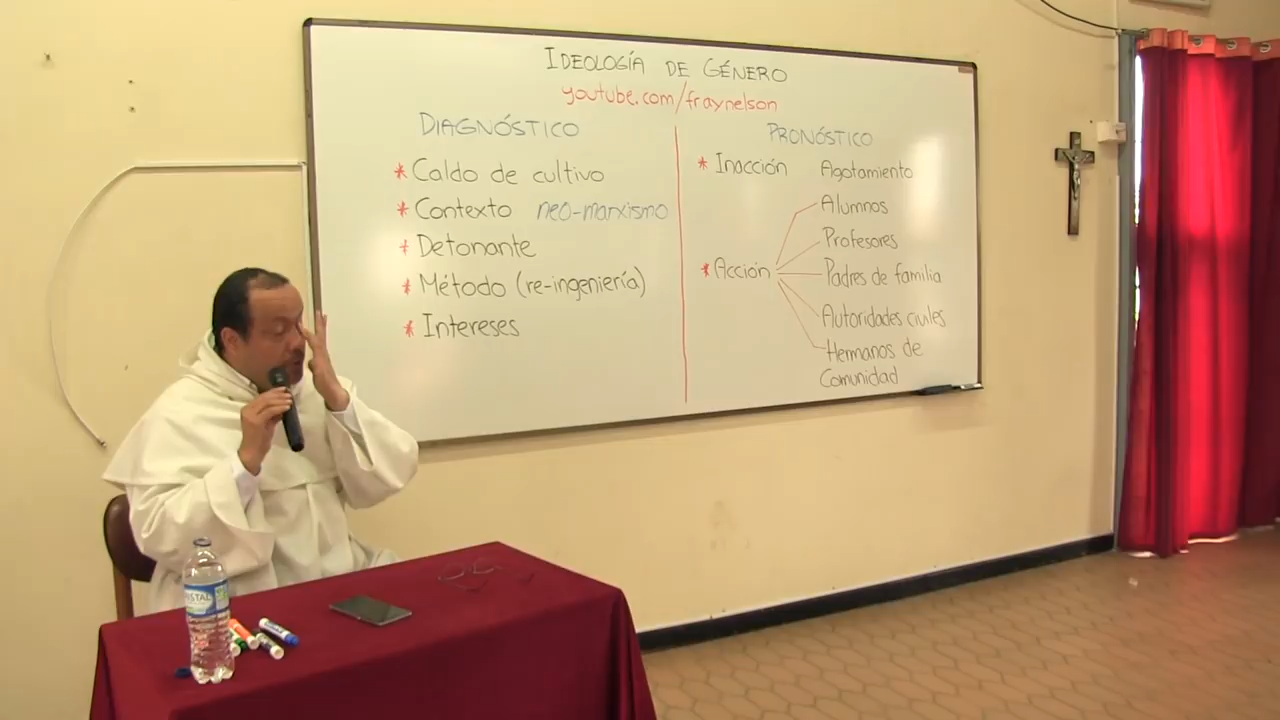 IDEOLOGÍA DE GÉNERO
youtube.com/fraynelson
DIAGNÓSTICO
* Caldo de cultivo
* Contexto neo-marxismo
* Detonante
* Método (re-ingeniería)
* Intereses
PRONÓSTICO
* Inacción Agotamiento
* Acción
Alumnos
Profesores
Padres de familia
Autoridades civiles
Hermanos de
Comunidad